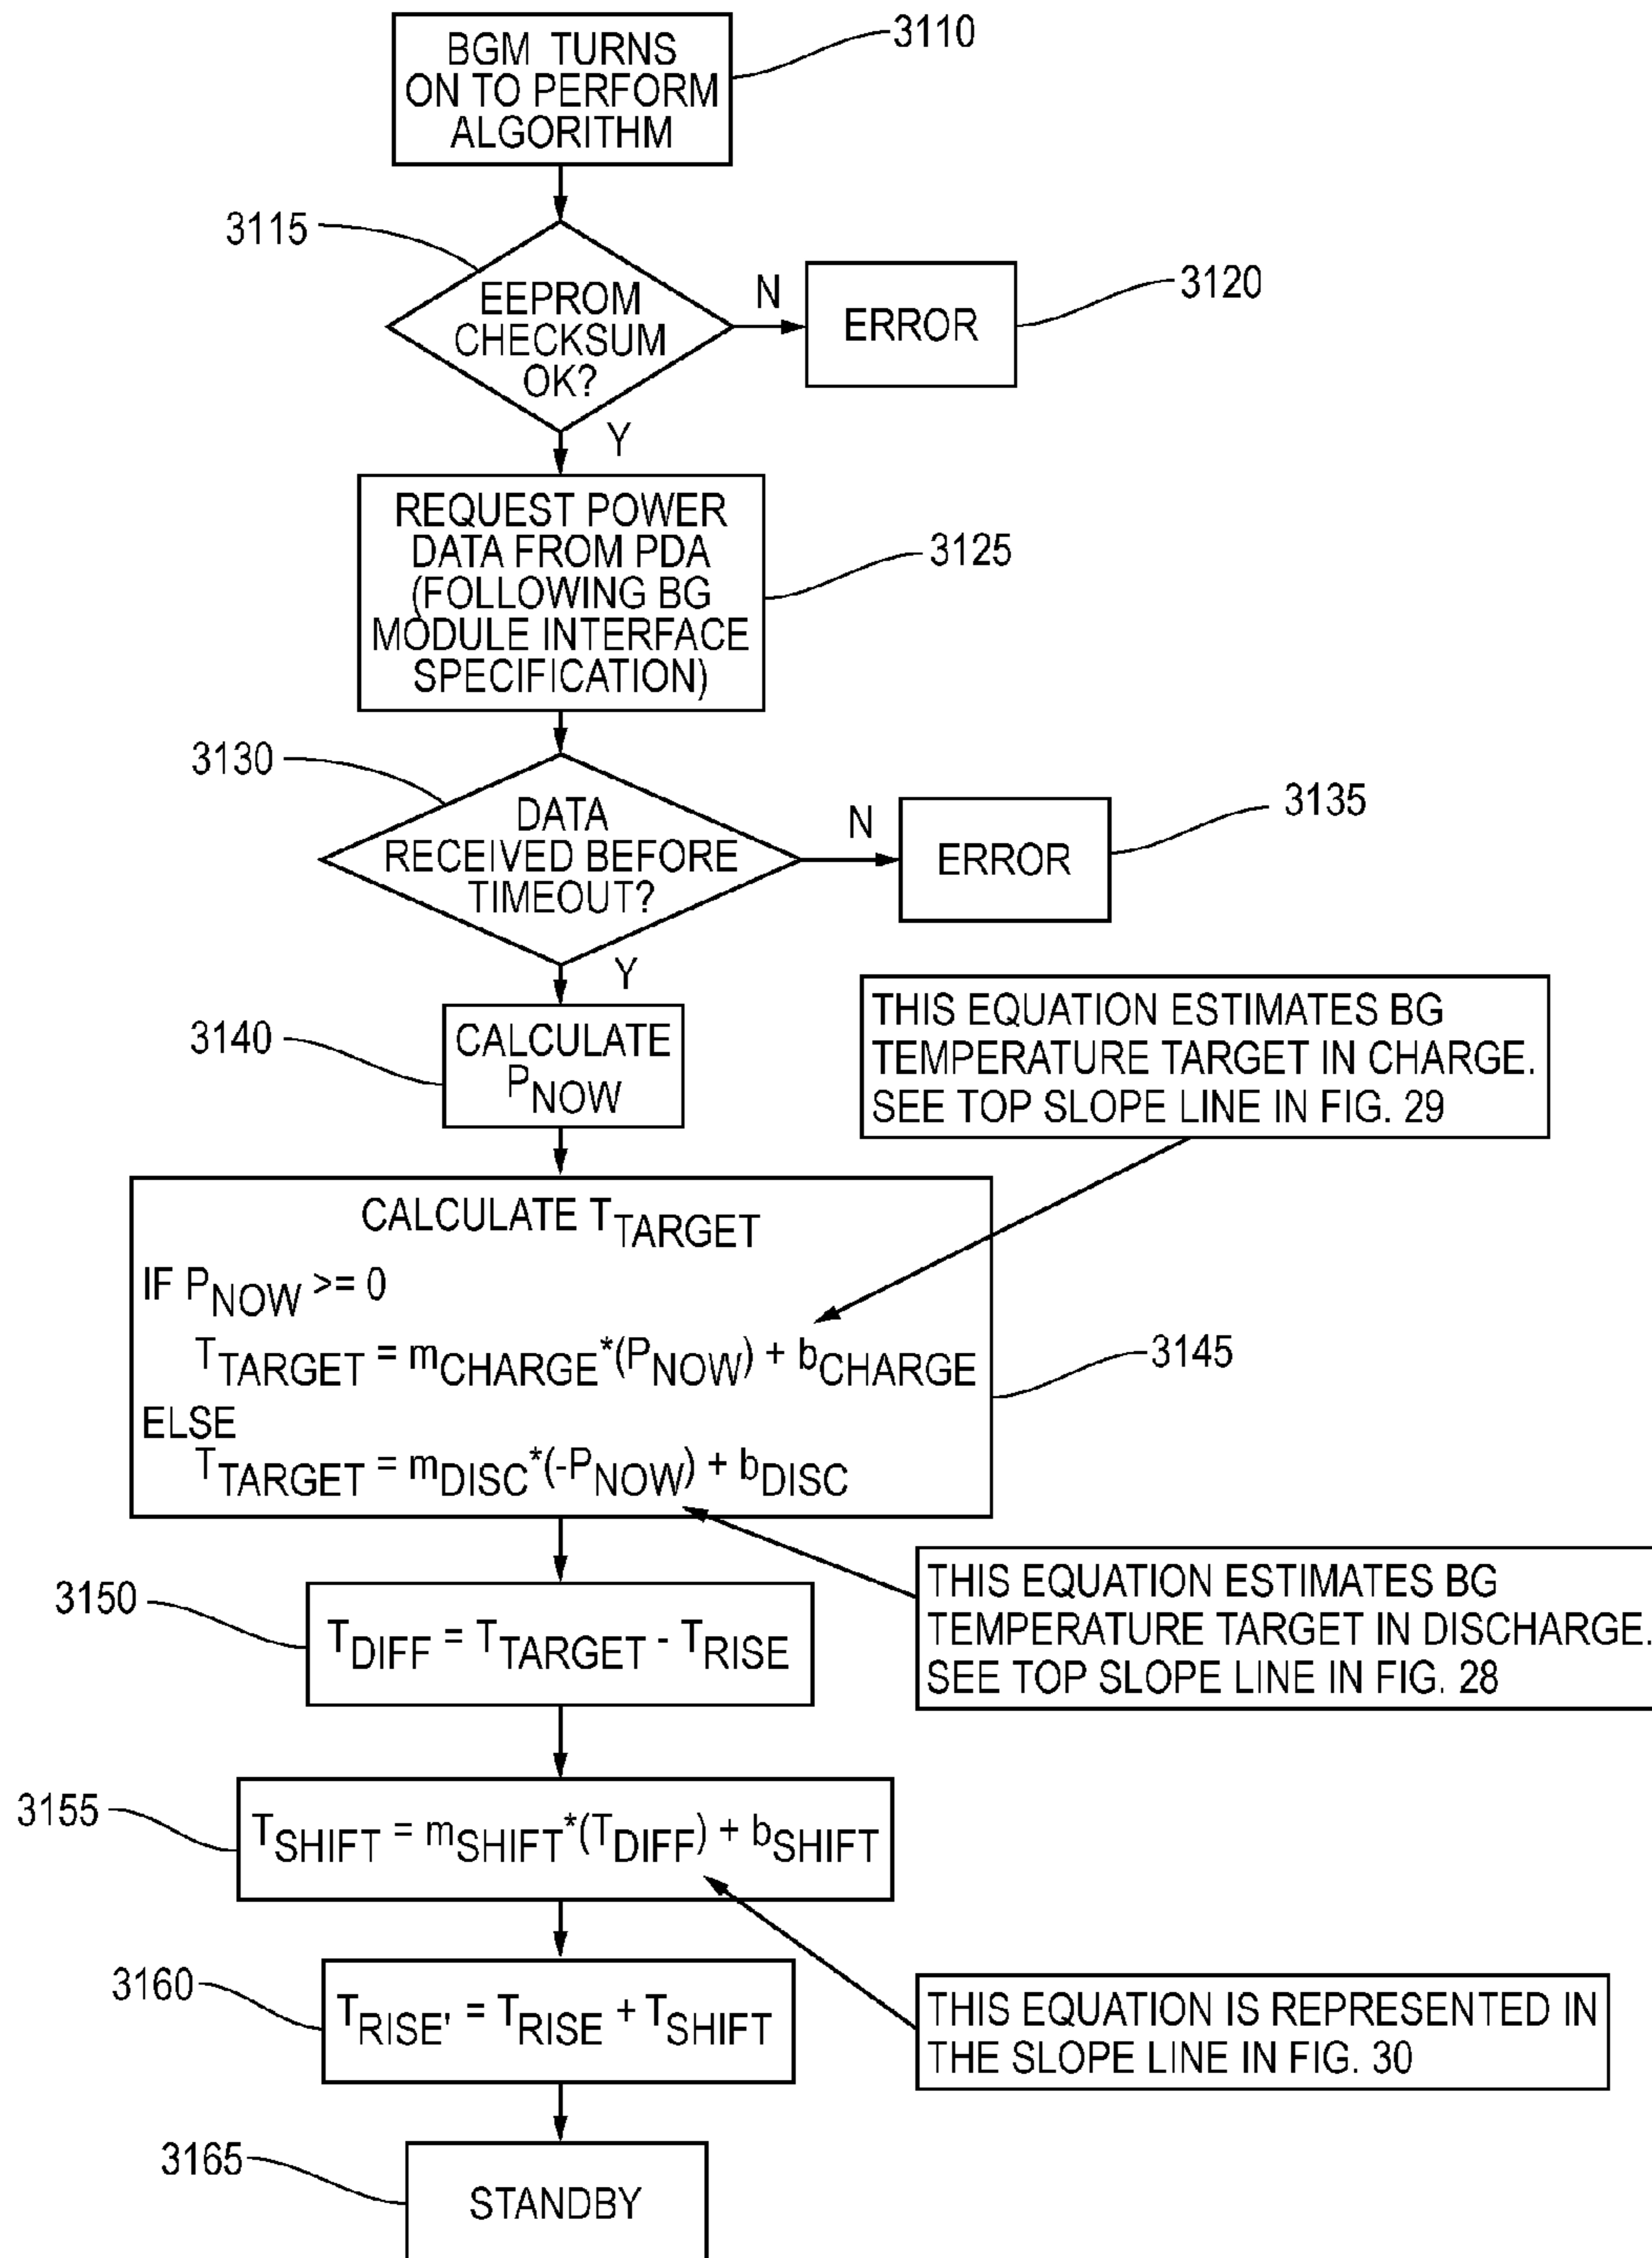 BGM TURNS
ON TO PERFORM
ALGORITHM
3110
3115
EEPROM
CHECKSUM
OK?
N
ERROR
3120
Y
REQUEST POWER
DATA FROM PDA
(FOLLOWING BG
MODULE INTERFACE
SPECIFICATION)
3125
3130
DATA
RECEIVED BEFORE
TIMEOUT?
N
ERROR
3135
Y
3140
CALCULATE
PNOW
THIS EQUATION ESTIMATES BG
TEMPERATURE TARGET IN CHARGE.
SEE TOP SLOPE LINE IN FIG. 29
CALCULATE TTARGET
IF PNOW >= 0
TTARGET = mCHARGE*(PNOW) + bCHARGE
ELSE
TTARGET = mDISC*(-PNOW) + bDISC
3145
3150
TDIFF = TTARGET - TRISE
THIS EQUATION ESTIMATES BG
TEMPERATURE TARGET IN DISCHARGE.
SEE TOP SLOPE LINE IN FIG. 28
3155
TSHIFT = mSHIFT*(TDIFF) + bSHIFT
3160
TRISE' = TRISE + TSHIFT
THIS EQUATION IS REPRESENTED IN
THE SLOPE LINE IN FIG. 30
3165
STANDBY